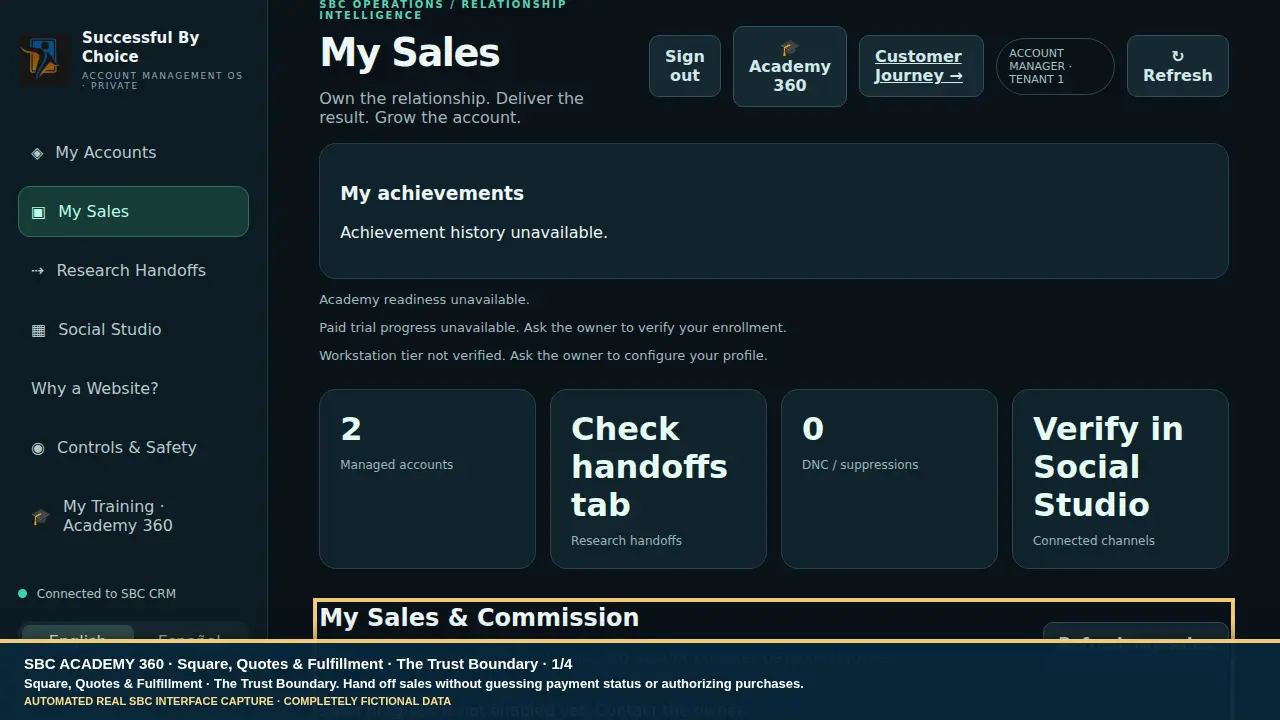 Successful By
Choice
ACCOUNT MANAGEMENT OS
· PRIVATE
◈ My Accounts
▣ My Sales
⇢ Research Handoffs
▦ Social Studio
Why a Website?
◉ Controls & Safety
🎓 My Training ·
Academy 360
Connected to SBC CRM
English Español
SBC OPERATIONS / RELATIONSHIP
INTELLIGENCE
My Sales
Own the relationship. Deliver the
result. Grow the account.
Sign
out
🎓
Academy
360
Customer
Journey →
ACCOUNT
MANAGER ·
TENANT 1
↻
Refresh
My achievements
Achievement history unavailable.
Academy readiness unavailable.
Paid trial progress unavailable. Ask the owner to verify your enrollment.
Workstation tier not verified. Ask the owner to configure your profile.
2
Managed accounts
Check
handoffs
tab
Research handoffs
0
DNC / suppressions
Verify in
Social
Studio
Connected channels
My Sales & Commission
SBC ACADEMY 360 · Square, Quotes & Fulfillment · The Trust Boundary · 1/4
Square, Quotes & Fulfillment · The Trust Boundary. Hand off sales without guessing payment status or authorizing purchases.
AUTOMATED REAL SBC INTERFACE CAPTURE · COMPLETELY FICTIONAL DATA